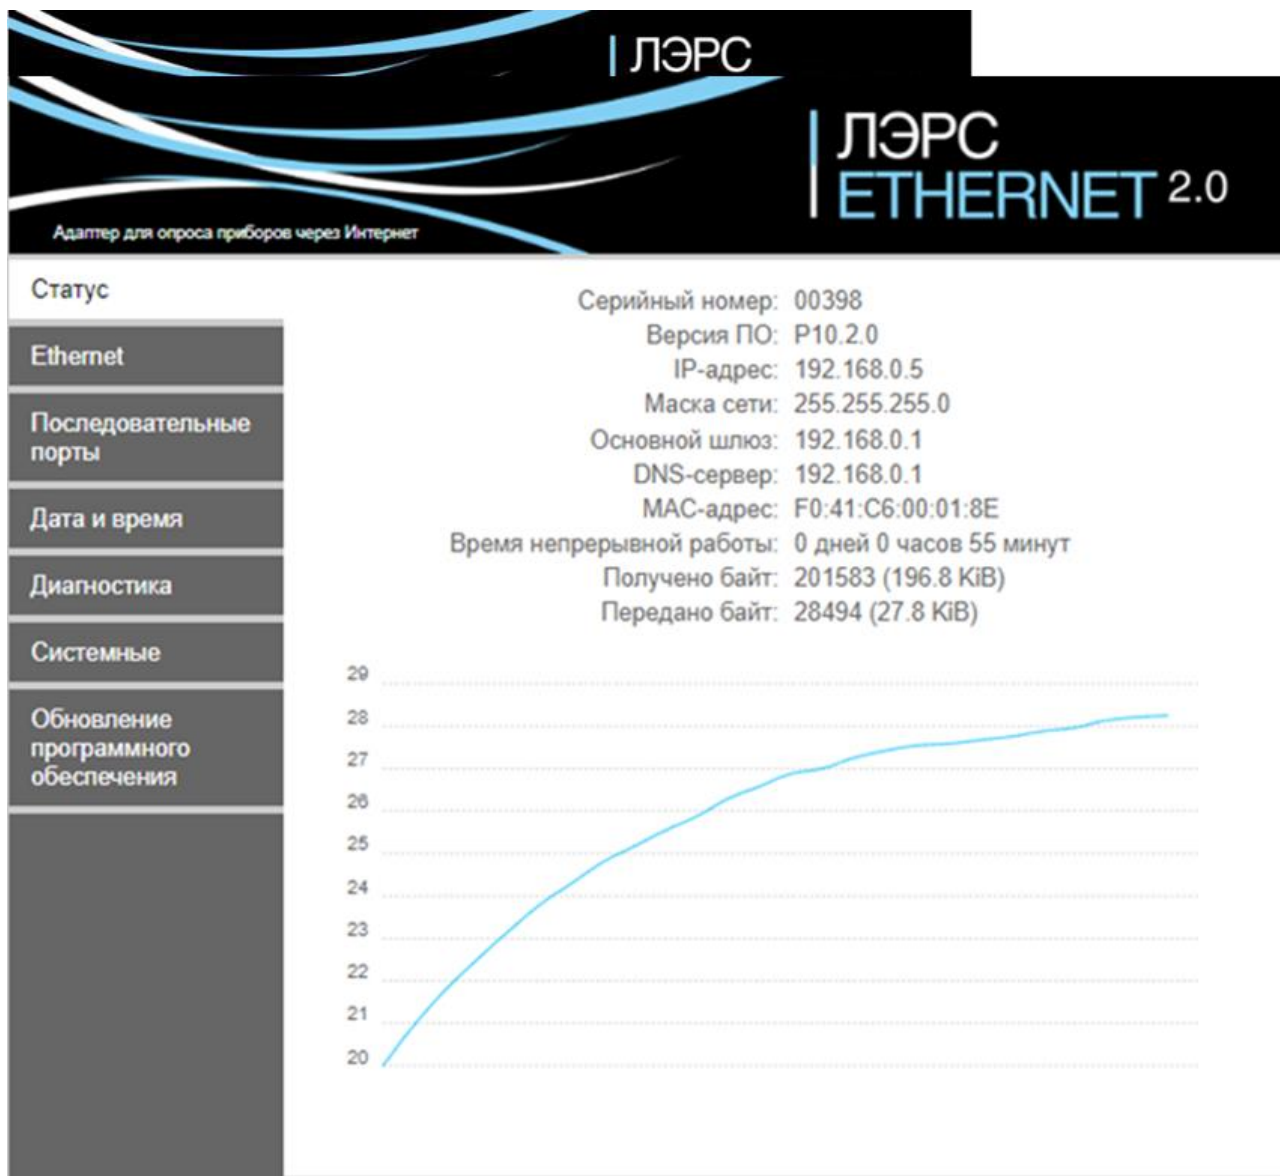 ЛЭРС
ЛЭРС
ETHERNET 2.0
Адаптер для опроса приборов через Интернет
Статус
Ethernet
Последовательные
порты
Дата и время
Диагностика
Системные
Обновление
программного
обеспечения
Серийный номер: 00398
Версия ПО: P10.2.0
IP-адрес: 192.168.0.5
Маска сети: 255.255.255.0
Основной шлюз: 192.168.0.1
DNS-сервер: 192.168.0.1
MAC-адрес: F0:41:C6:00:01:8E
Время непрерывной работы: 0 дней 0 часов 55 минут
Получено байт: 201583 (196.8 KiB)
Передано байт: 28494 (27.8 KiB)
29
28
27
26
25
24
23
22
21
20